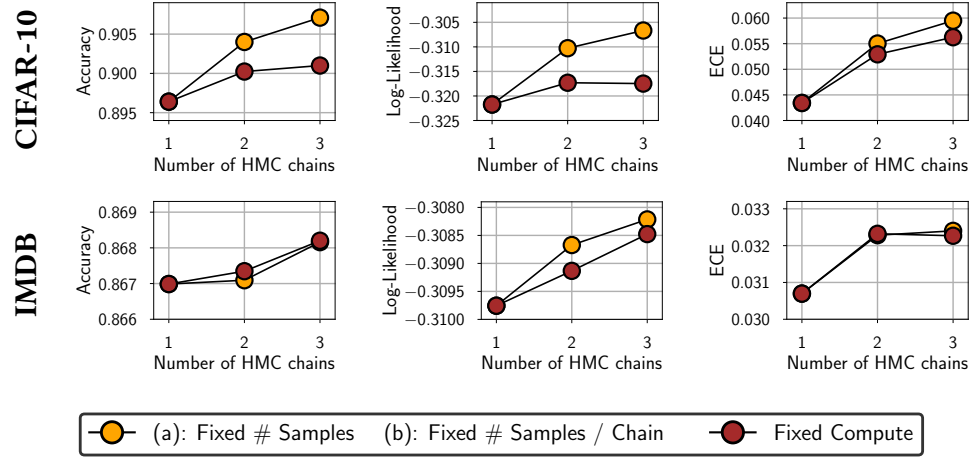 CIFAR-10
Accuracy
0.905
0.900
0.895
1 2 3
Number of HMC chains
Log-Likelihood
−0.305
−0.310
−0.315
−0.320
−0.325
1 2 3
Number of HMC chains
ECE
0.060
0.055
0.050
0.045
0.040
1 2 3
Number of HMC chains
IMDB
Accuracy
0.869
0.868
0.867
0.866
1 2 3
Number of HMC chains
Log-Likelihood
−0.3080
−0.3085
−0.3090
−0.3095
−0.3100
1 2 3
Number of HMC chains
ECE
0.033
0.032
0.031
0.030
1 2 3
Number of HMC chains
(a): Fixed # Samples (b): Fixed # Samples / Chain Fixed Compute